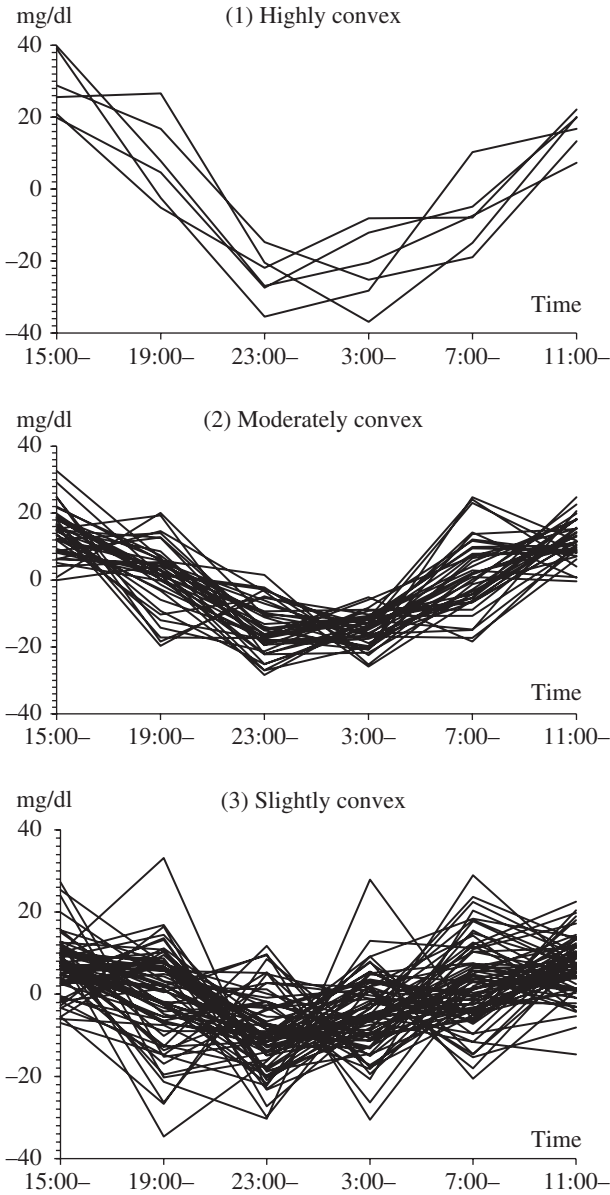 mg/dl (1) Highly convex
40
20
0
–20
Time
–40
15:00– 19:00– 23:00– 3:00– 7:00– 11:00–
mg/dl (2) Moderately convex
40
20
0
–20
Time
–40
15:00– 19:00– 23:00– 3:00– 7:00– 11:00–
mg/dl (3) Slightly convex
40
20
0
–20
Time
–40
15:00– 19:00– 23:00– 3:00– 7:00– 11:00–